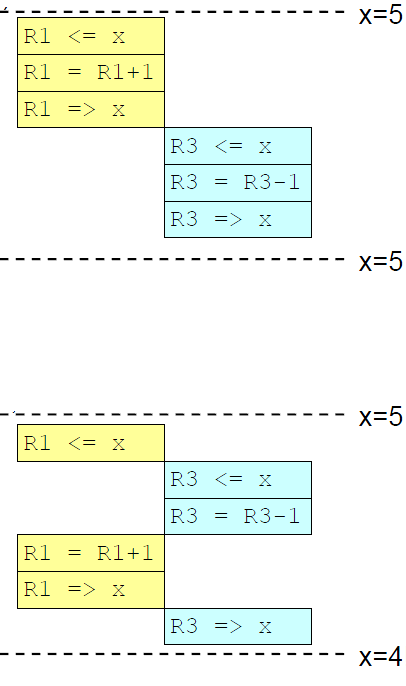 x=5
R1 <= x
R1 = R1+1
R1 => x
R3 <= x
R3 = R3-1
R3 => x
x=5
x=5
R1 <= x
R3 <= x
R3 = R3-1
R1 = R1+1
R1 => x
R3 => x
x=4